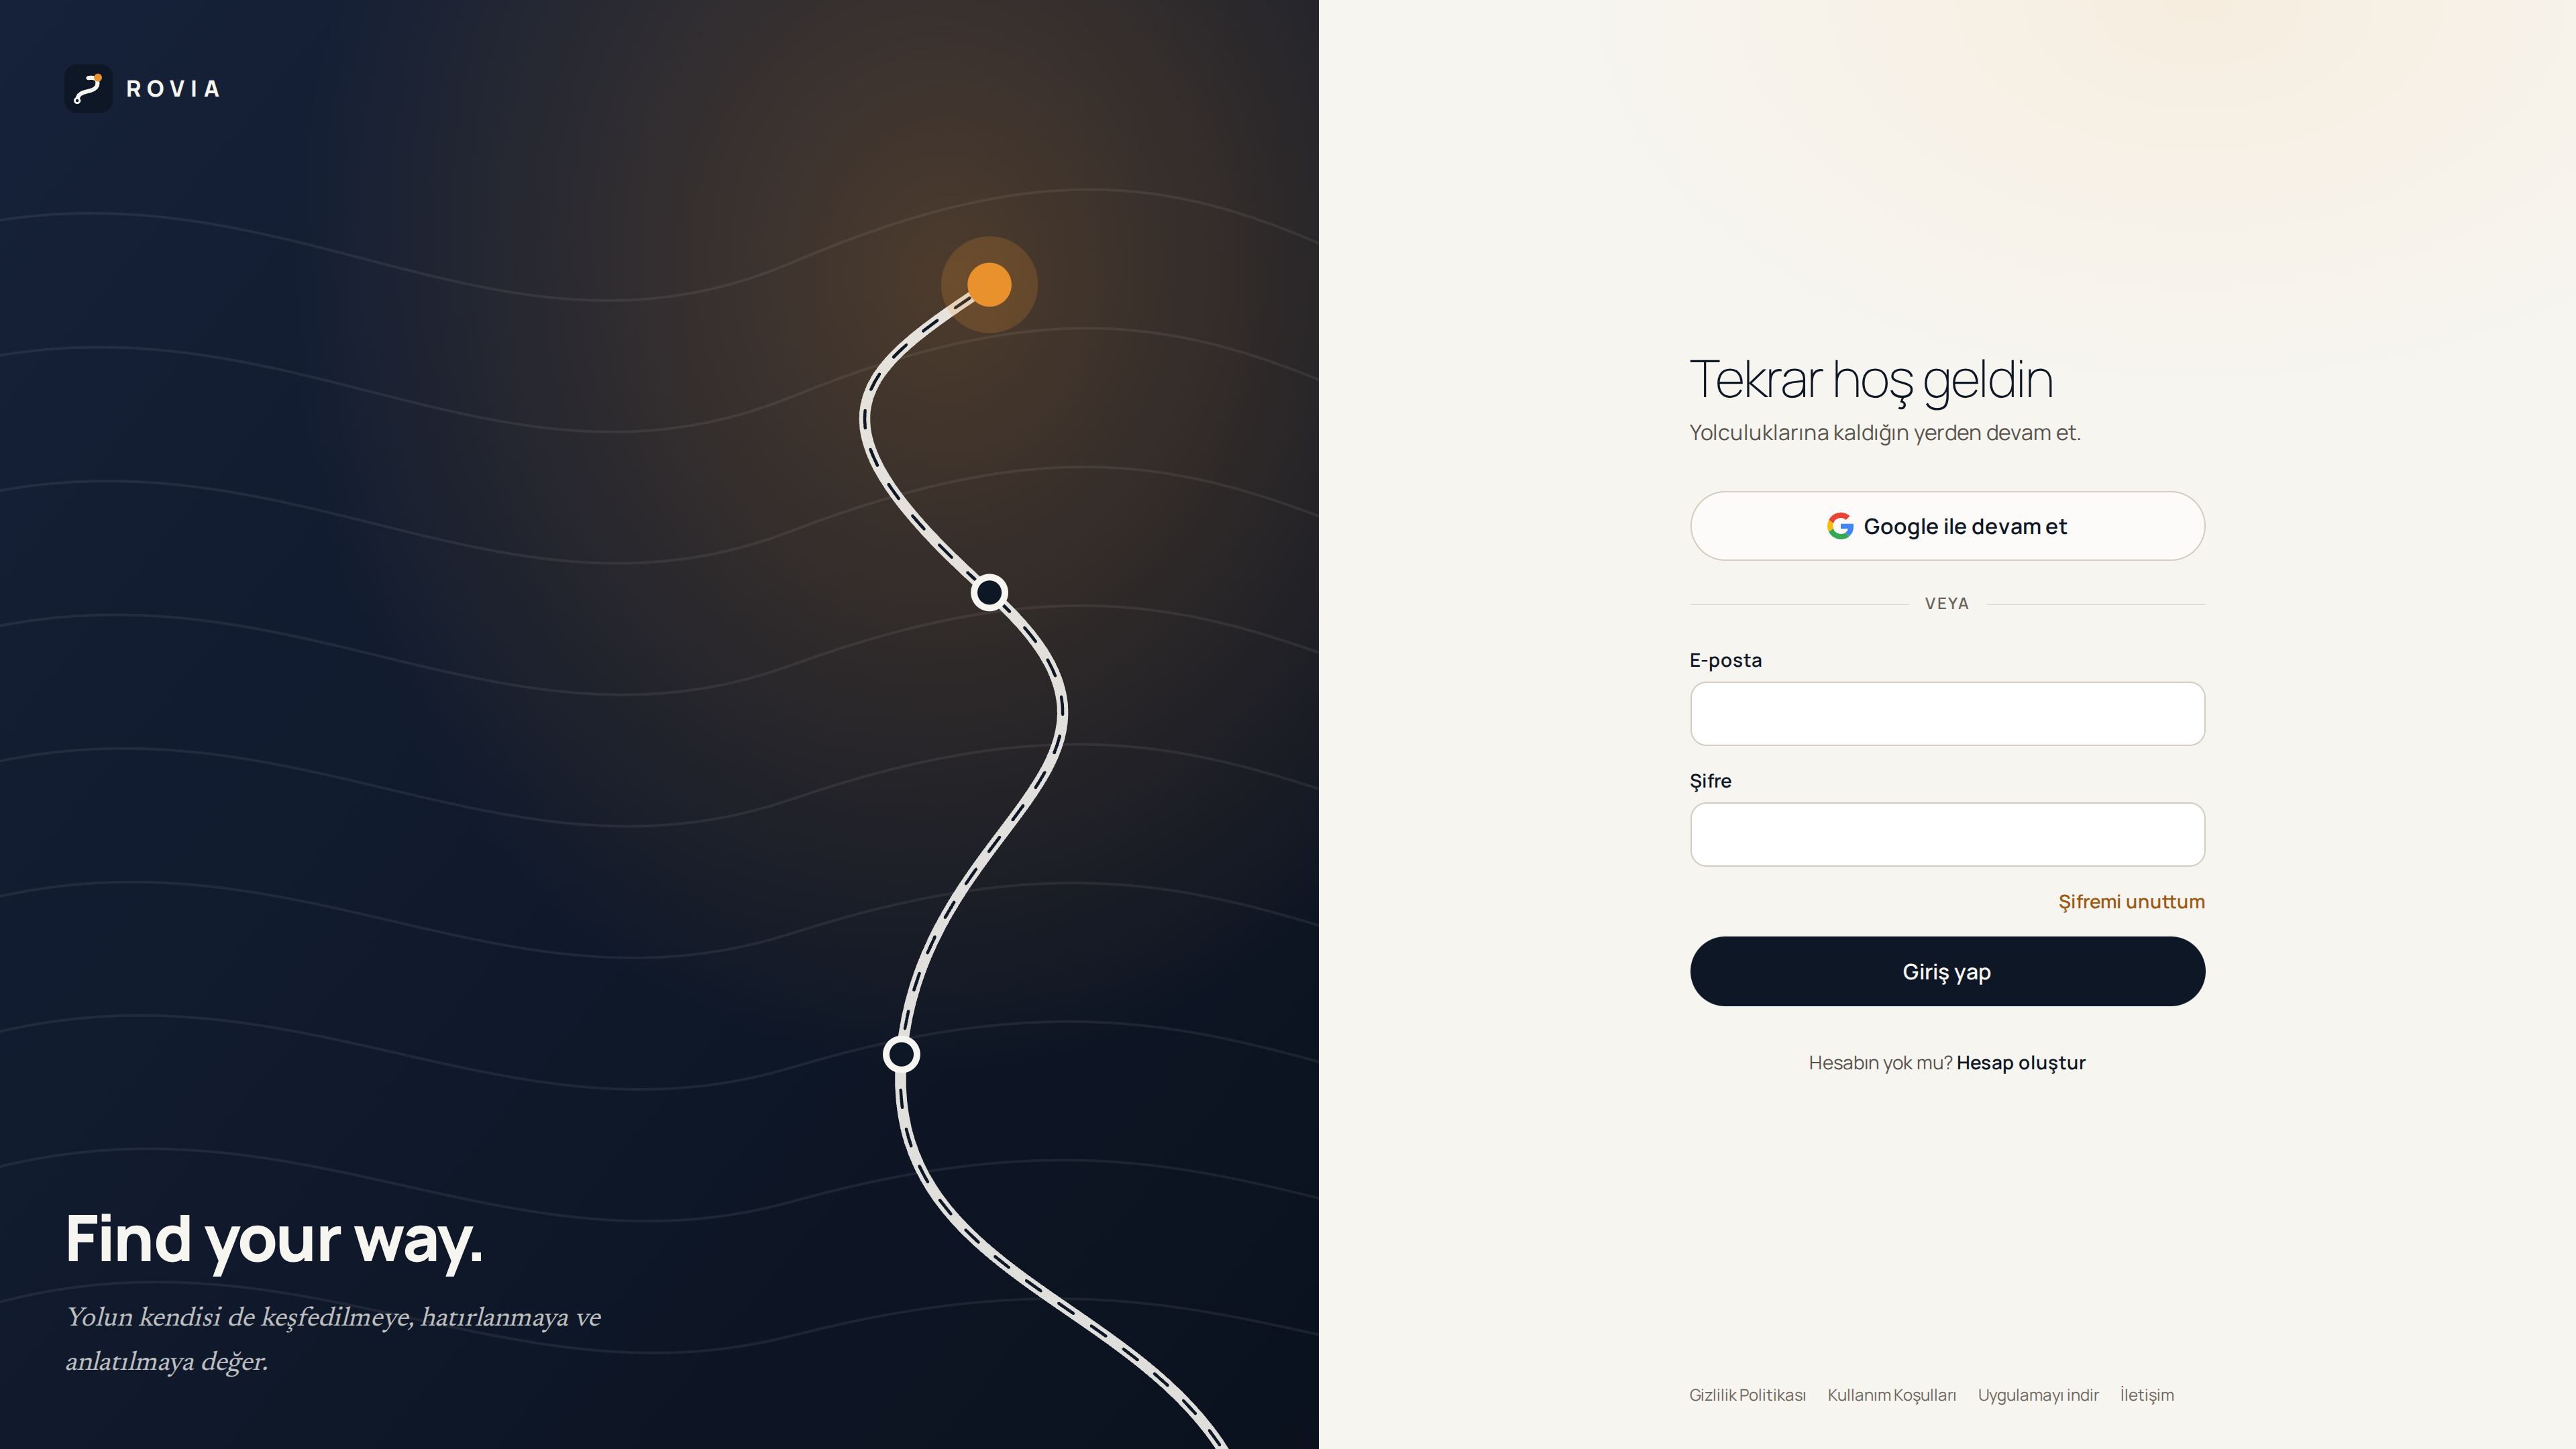 ROVIA
Find your way.
Yolun kendisi de keşfedilmeye, hatırlanmaya ve
anlatılmaya değer.
Tekrar hoş geldin
Yolculuklarına kaldığın yerden devam et.
Google ile devam et
VEYA
E-posta
Şifre
Şifremi unuttum
Giriş yap
Hesabın yok mu? Hesap oluştur
Gizlilik Politikası Kullanım Koşulları Uygulamayı indir İletişim